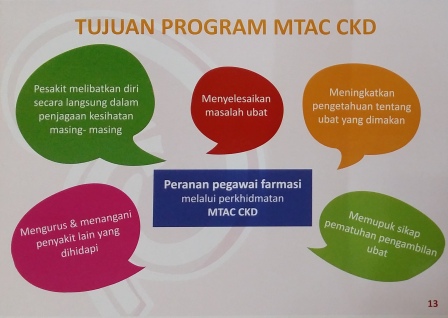 TUJUAN PROGRAM MTAC CKD
Pesakit melibatkan diri
secara langsung dalam
penjagaan kesihatan
masing- masing
Menyelesaikan
masalah ubat
Meningkatkan
pengetahuan tentang
ubat yang dimakan
Peranan pegawai farmasi
melalui perkhidmatan
MTAC CKD
Mengurus & menangani
penyakit lain yang
dihidapi
Memupuk sikap
pematuhan pengambilan
ubat
13